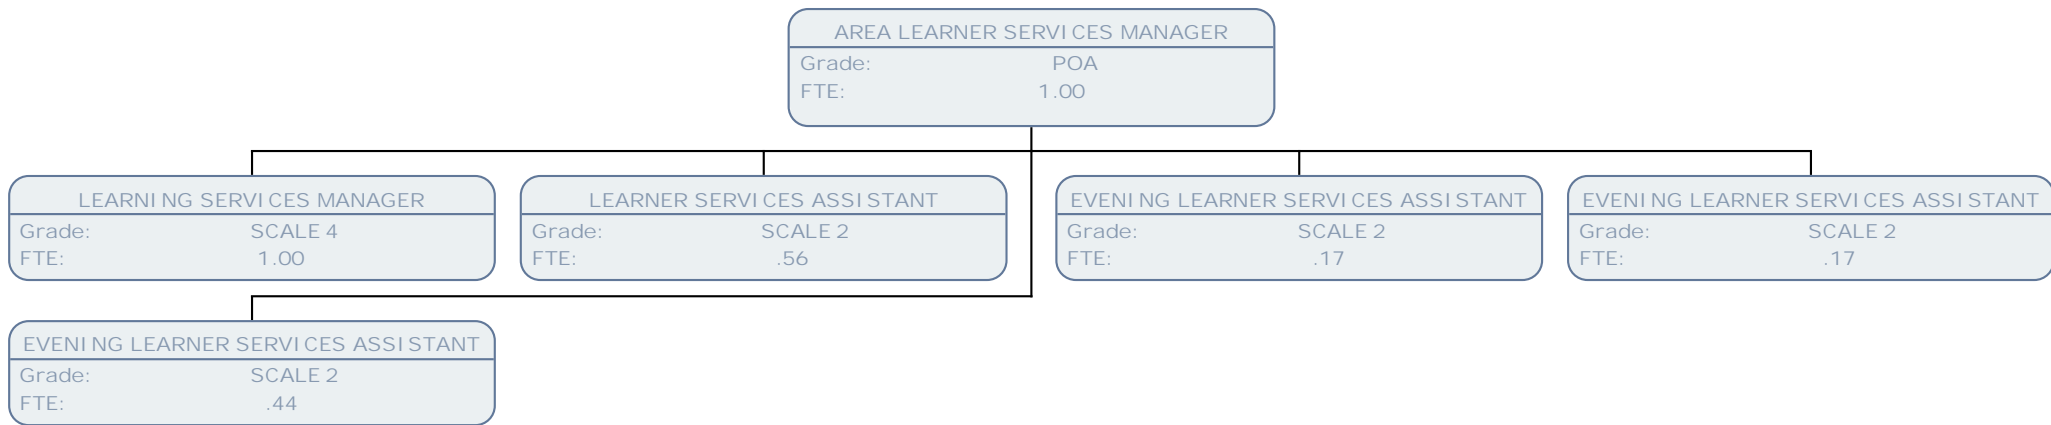 AREA LEARNER SERVICES MANAGER
Grade: POA
FTE: 1.00
LEARNING SERVICES MANAGER
Grade: SCALE 4
FTE: 1.00
LEARNER SERVICES ASSISTANT
Grade: SCALE 2
FTE: .56
EVENING LEARNER SERVICES ASSISTANT
Grade: SCALE 2
FTE: .17
EVENING LEARNER SERVICES ASSISTANT
Grade: SCALE 2
FTE: .17
EVENING LEARNER SERVICES ASSISTANT
Grade: SCALE 2
FTE: .44